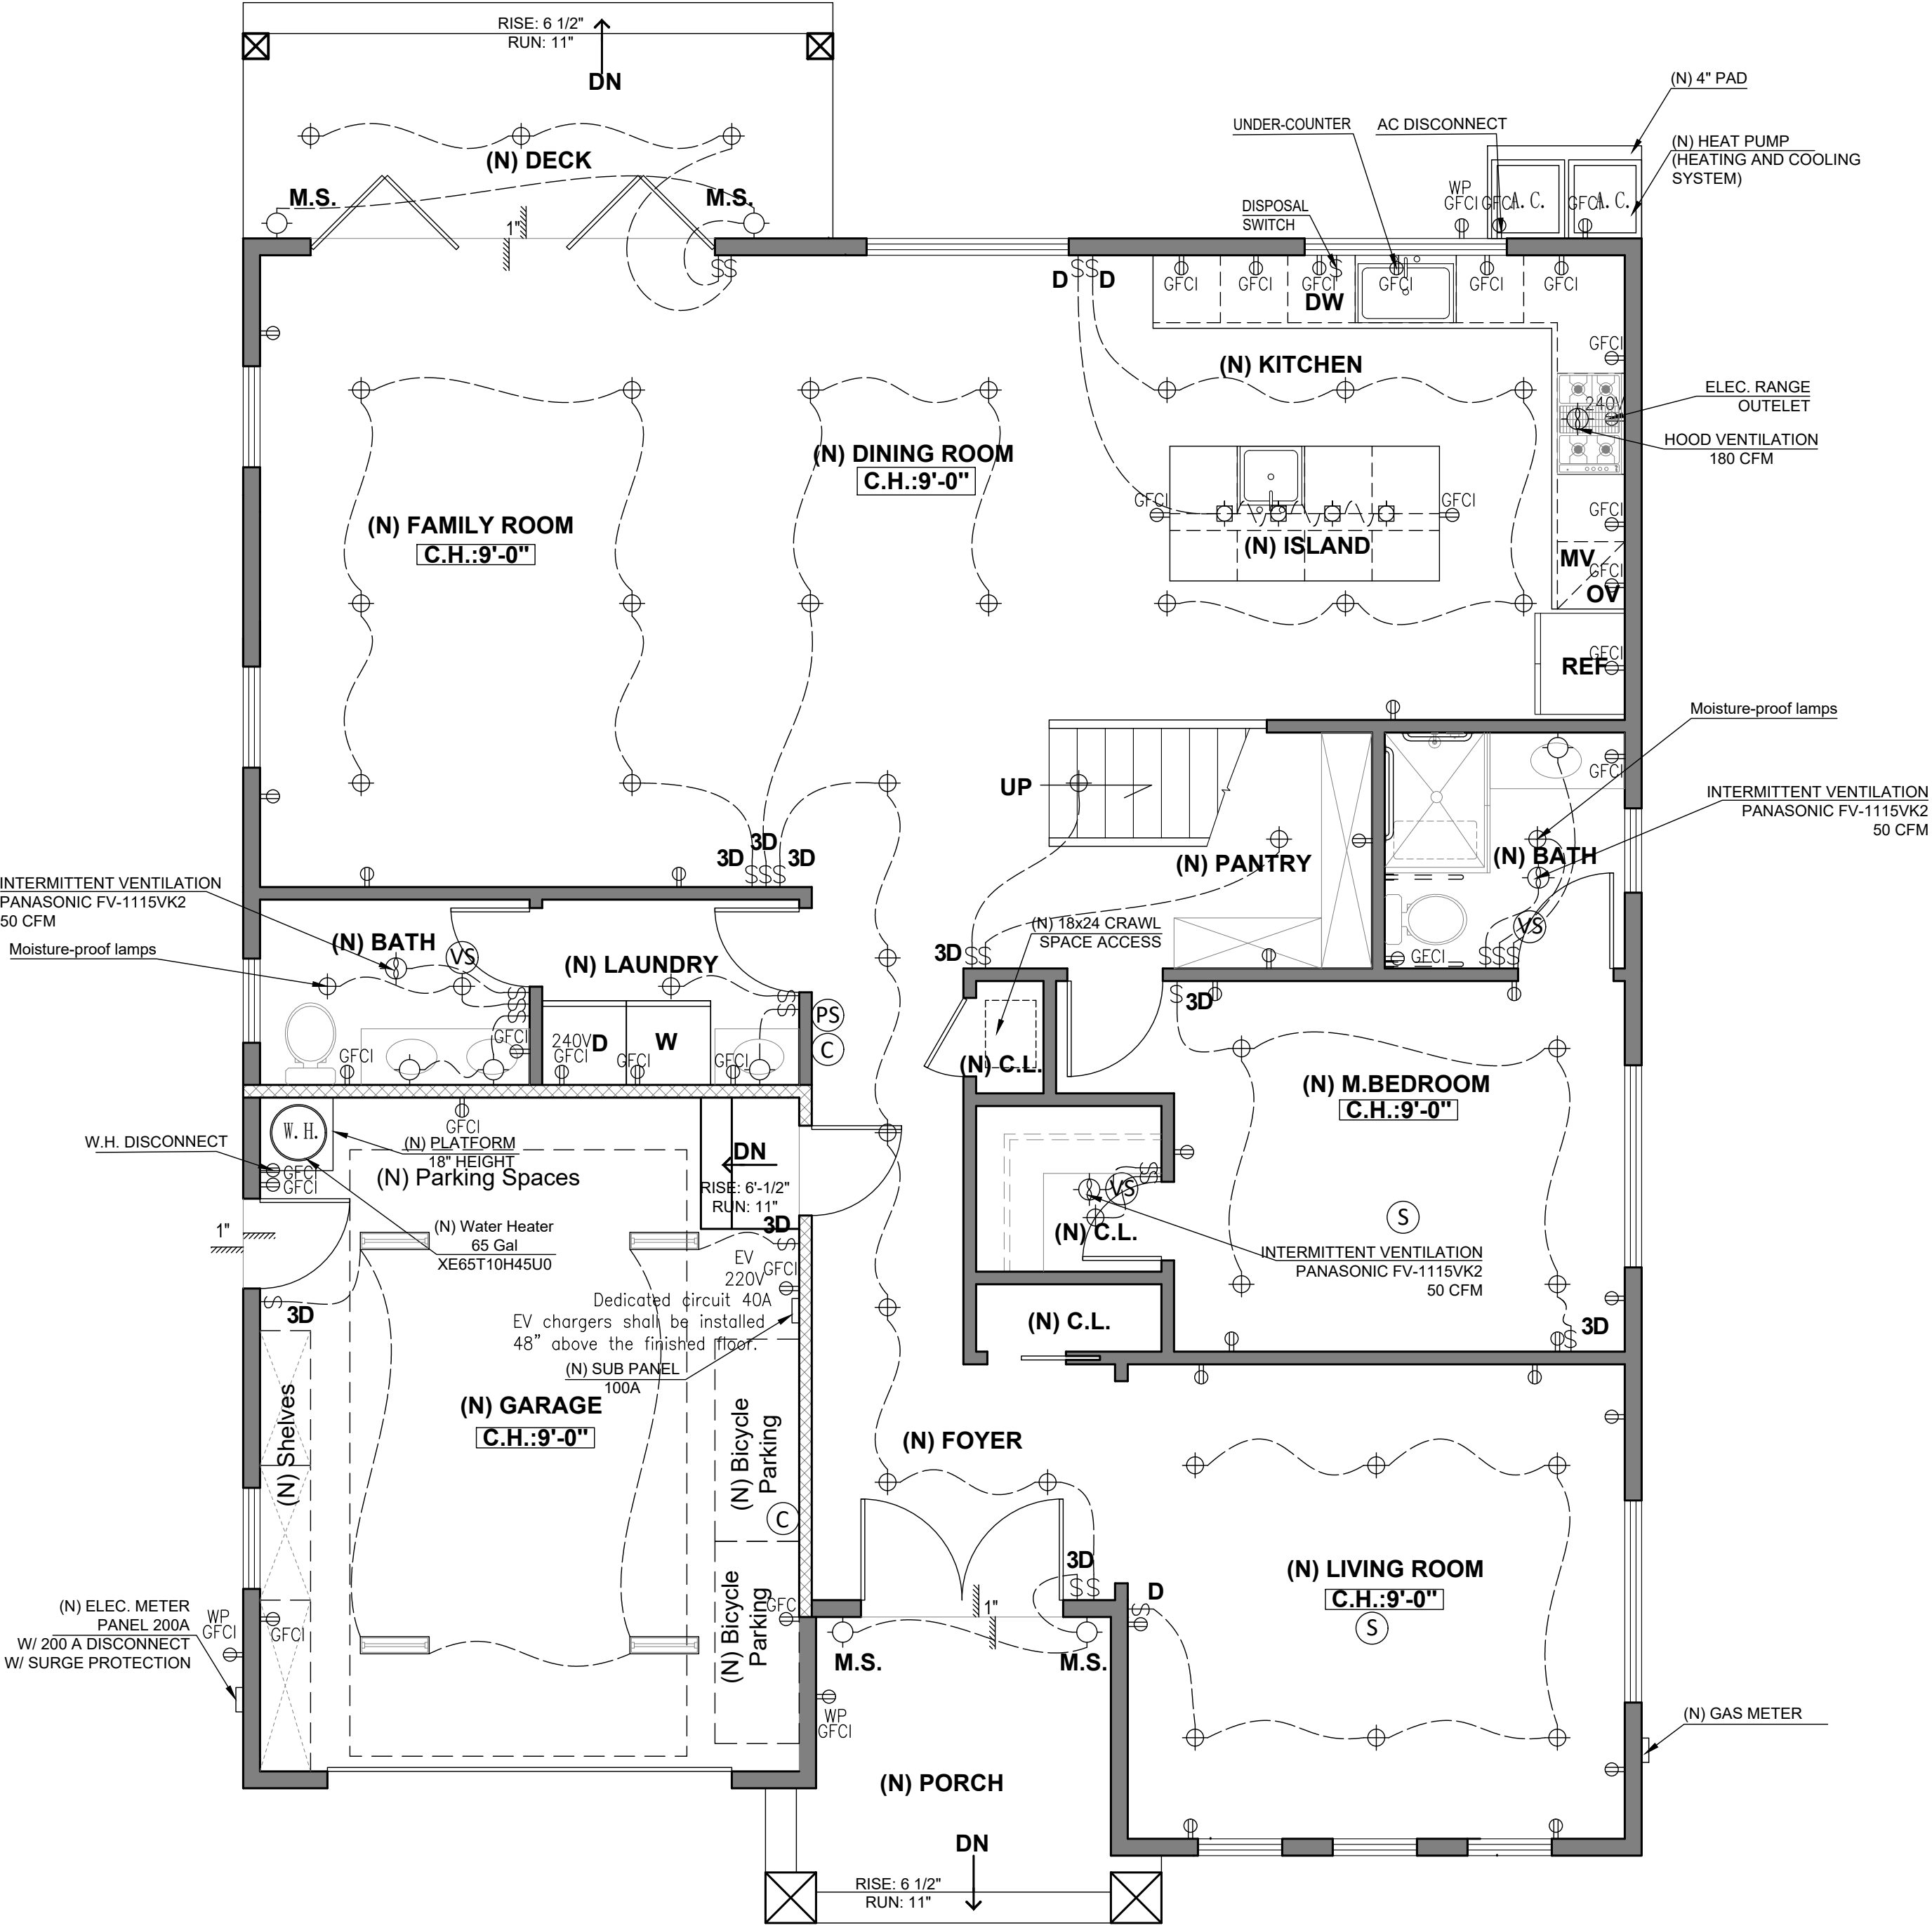 RISE: 6 1/2"
RUN: 11"
DN
(N) DECK
M.S.
M.S.
1"
(N) 4" PAD
UNDER-COUNTER
AC DISCONNECT
(N) HEAT PUMP
(HEATING AND COOLING
SYSTEM)
DISPOSAL
SWITCH
WP
GFCI
GFCI
A.C.
GFCI
A.C.
SS
D
SS
D
GFCI
GFCI
GFCI
S
GFCI
GFCI
GFCI
DW
(N) KITCHEN
GFCI
240V
ELEC. RANGE
OUTELET
HOOD VENTILATION
180 CFM
(N) DINING ROOM
C.H.:9'-0"
(N) FAMILY ROOM
C.H.:9'-0"
GFCI
GFCI
(N) ISLAND
GFCI
MV
GFCI
OV
GFCI
REF
Moisture-proof lamps
GFCI
UP
INTERMITTENT VENTILATION
PANASONIC FV-1115VK2
50 CFM
3D
3D
3D
SSS
(N) PANTRY
(N) BATH
VS
INTERMITTENT VENTILATION
PANASONIC FV-1115VK2
50 CFM
Moisture-proof lamps
(N) BATH
VS
(N) LAUNDRY
(N) 18x24 CRAWL
SPACE ACCESS
3D
SS
GFCI
SSS
S
3D
PS
C
GFCI
GFCI
240V
GFCI
D
W
GFCI
GFCI
(N) C.L.
(N) M.BEDROOM
C.H.:9'-0"
W.H. DISCONNECT
W.H.
GFCI
GFCI
GFCI
(N) PLATFORM
18" HEIGHT
(N) Parking Spaces
DN
RISE: 6'-1/2"
RUN: 11"
3D
S
1"
(N) Water Heater
65 Gal
XE65T10H45U0
VS
(N) C.L.
S
INTERMITTENT VENTILATION
PANASONIC FV-1115VK2
50 CFM
EV
220V
GFCI
Dedicated circuit 40A
EV chargers shall be installed
48" above the finished floor.
S
3D
(N) C.L.
3D
S
(N) SUB PANEL
100A
(N) GARAGE
C.H.:9'-0"
(N) Shelves
(N) Bicycle
Parking
(N) FOYER
C
(N) Bicycle
Parking
GFC
3D
SS
D
S
(N) LIVING ROOM
C.H.:9'-0"
S
(N) ELEC. METER
PANEL 200A
W/ 200 A DISCONNECT
W/ SURGE PROTECTION
WP
GFCI
GFCI
1"
M.S.
M.S.
WP
GFCI
(N) GAS METER
(N) PORCH
DN
RISE: 6 1/2"
RUN: 11"